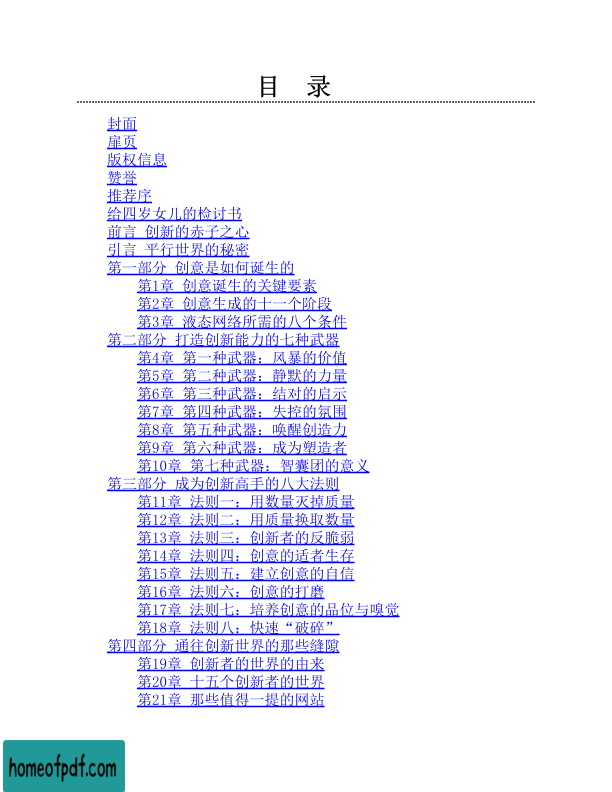 目 录
封面
扉页
版权信息
赞誉
推荐序
给四岁女儿的检讨书
前言 创新的赤子之心
引言 平行世界的秘密
第一部分 创意是如何诞生的
第1章 创意诞生的关键要素
第2章 创意生成的十一个阶段
第3章 液态网络所需的八个条件
第二部分 打造创新能力的七种武器
第4章 第一种武器：风暴的价值
第5章 第二种武器：静默的力量
第6章 第三种武器：结对的启示
第7章 第四种武器：失控的氛围
第8章 第五种武器：唤醒创造力
第9章 第六种武器：成为塑造者
第10章 第七种武器：智囊团的意义
第三部分 成为创新高手的八大法则
第11章 法则一：用数量灭掉质量
第12章 法则二：用质量换取数量
第13章 法则三：创新者的反脆弱
第14章 法则四：创意的适者生存
第15章 法则五：建立创意的自信
第16章 法则六：创意的打磨
第17章 法则七：培养创意的品位与嗅觉
第18章 法则八：快速“破碎”
第四部分 通往创新世界的那些缝隙
第19章 创新者的世界的由来
第20章 十五个创新者的世界
第21章 那些值得一提的网站
homeofpdf.com